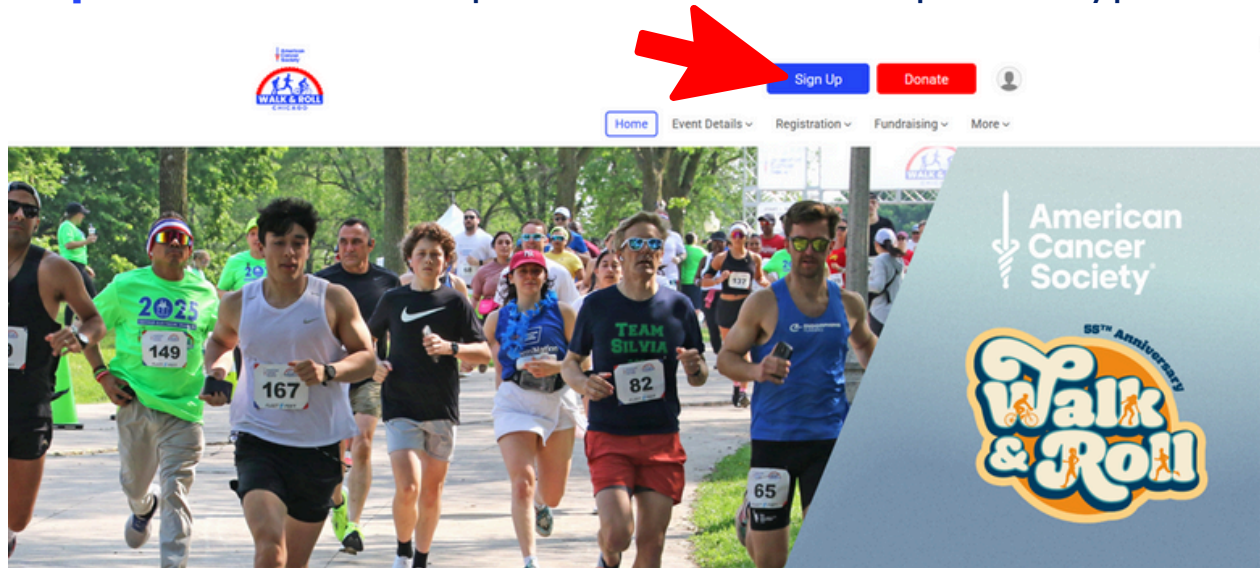 American
Cancer
Society
WALK & ROLL
CHICAGO
Sign Up
Donate
Home
Event Details
Registration
Fundraising
More
American
Cancer
Society
55TH Anniversary
Walk
& Roll
2025
149
167
TEAM
SILVIA
82
137
65